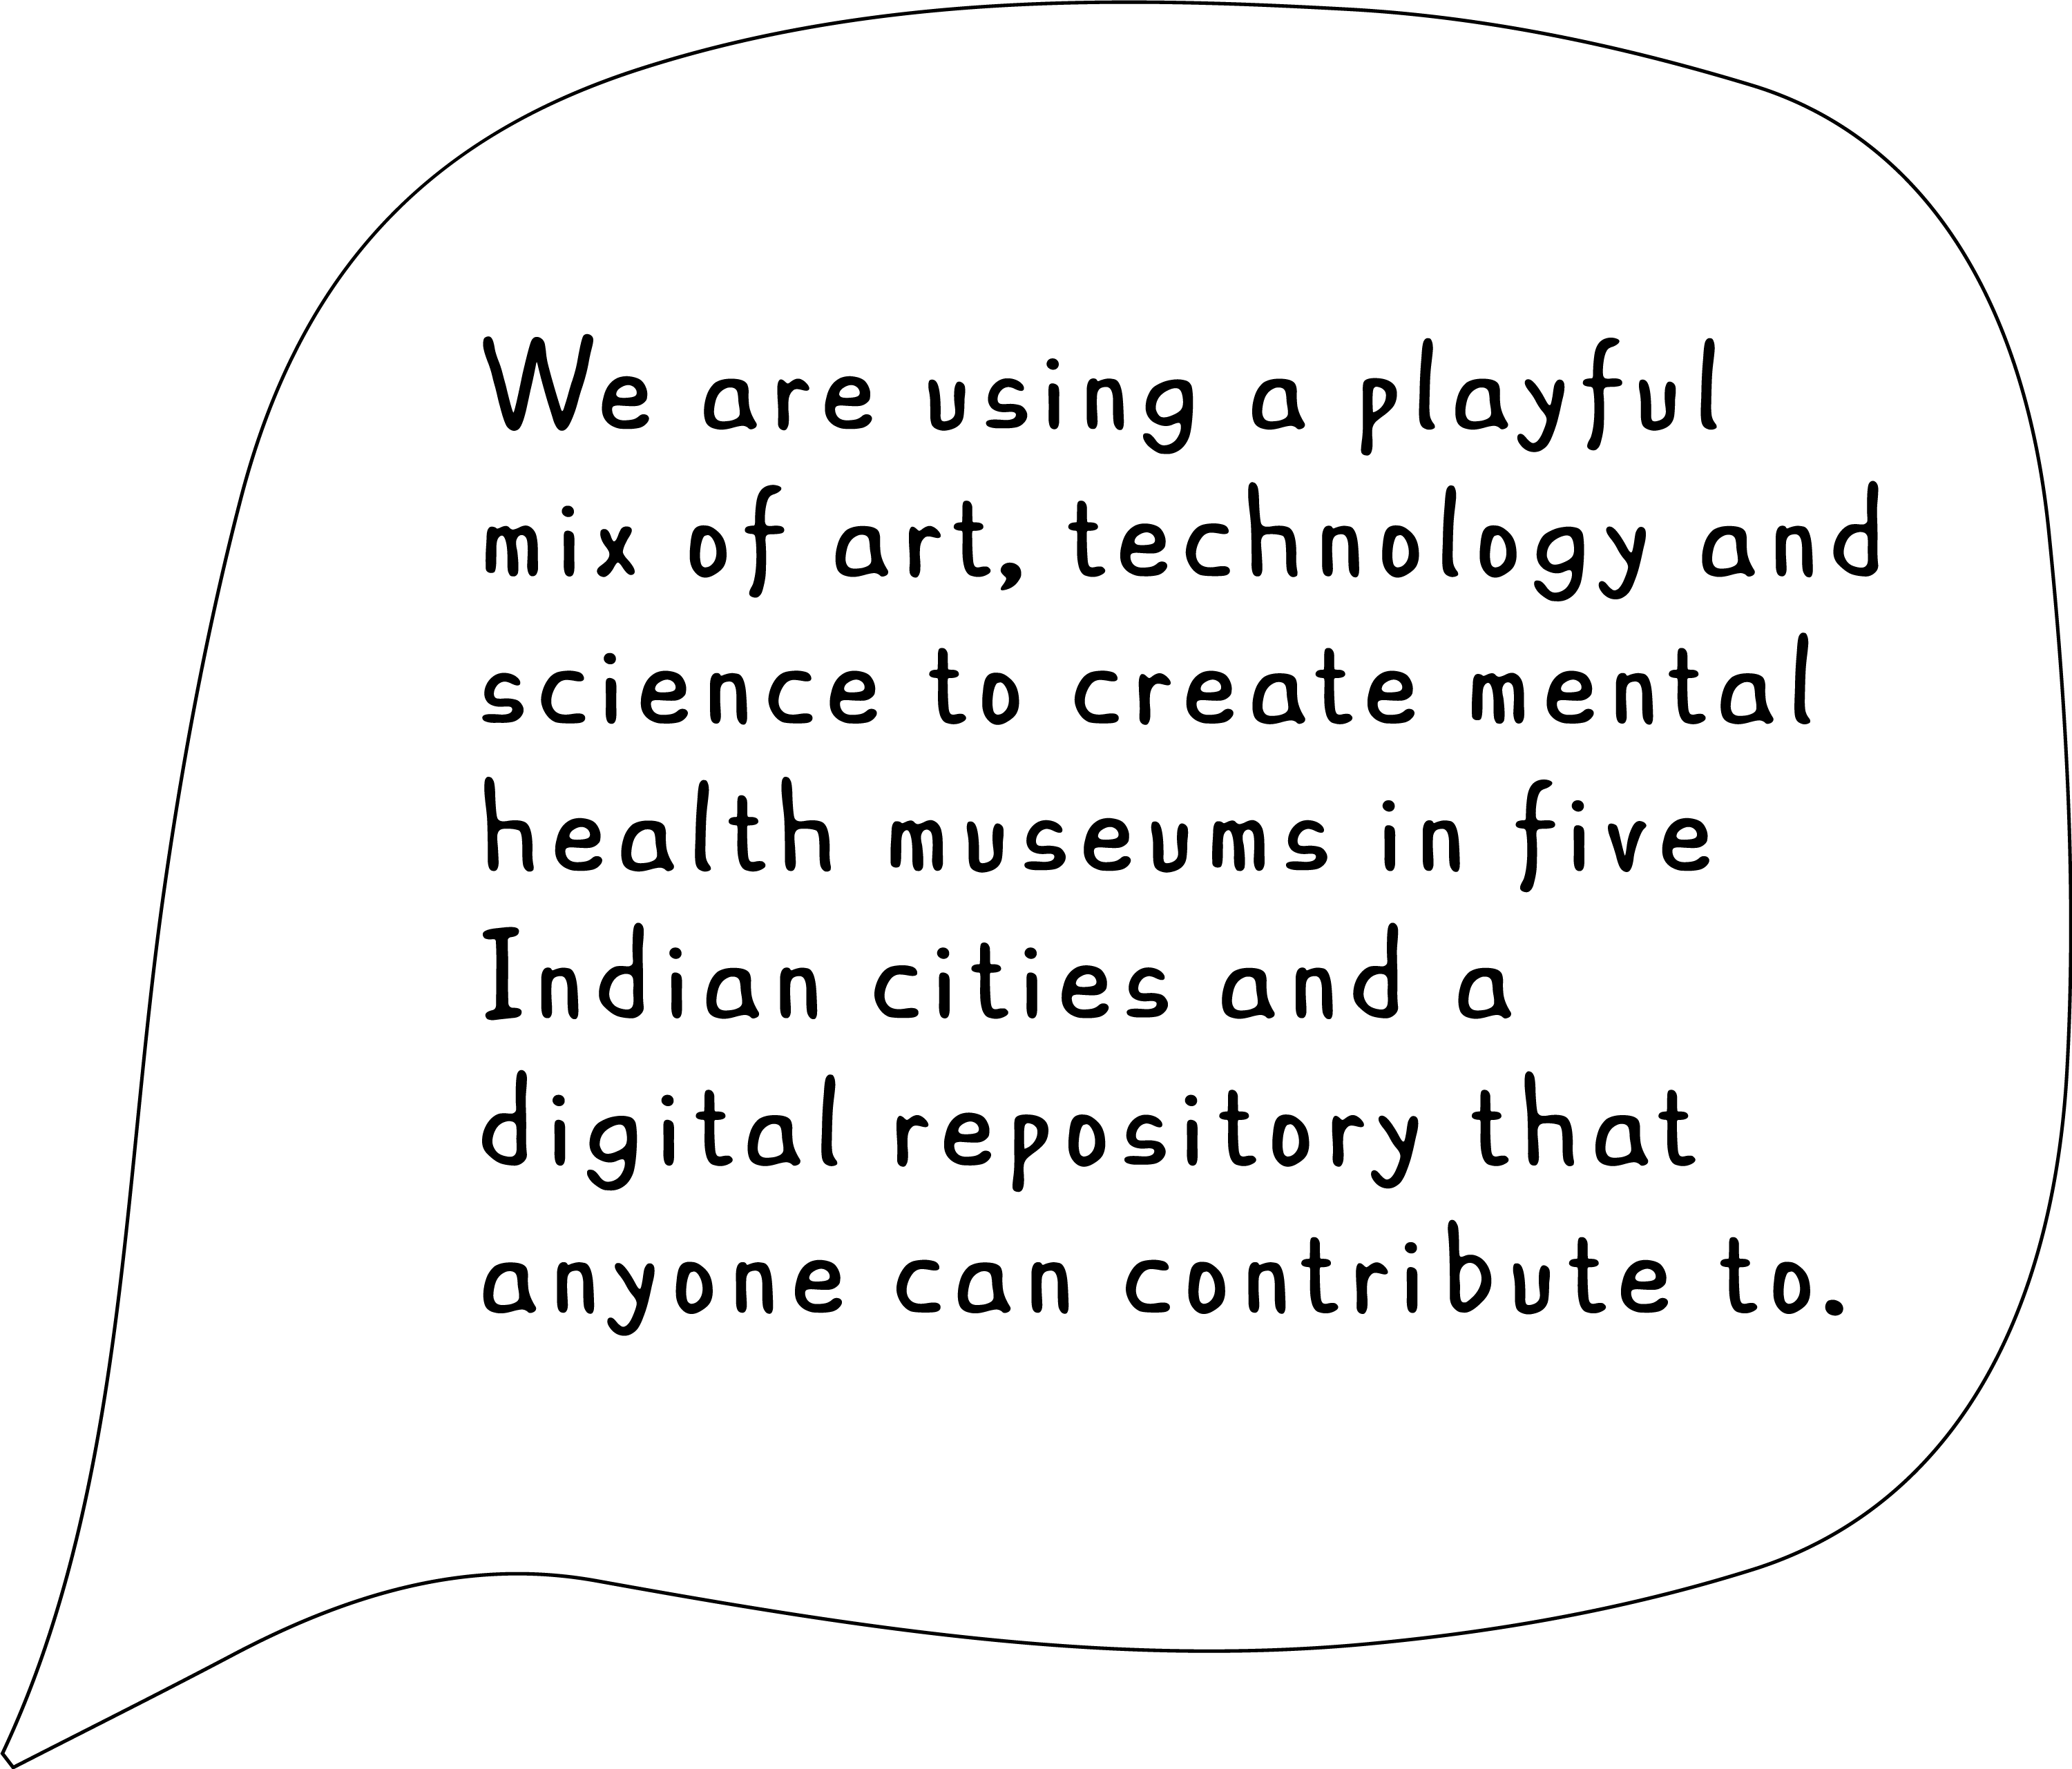 We are using a playful
mix of art, technology and
science to create mental
health museums in five
Indian cities and a
digital repository that
anyone can contribute to.